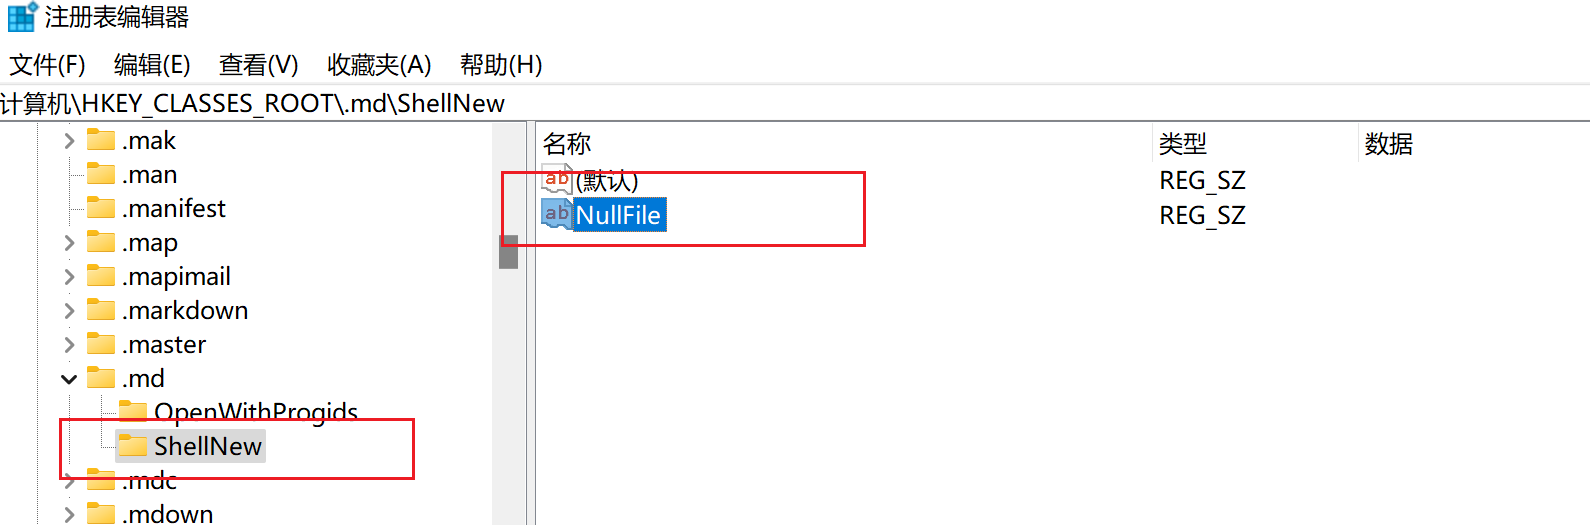 注册表编辑器
文件(F) 编辑(E) 查看(V) 收藏夹(A) 帮助(H)
计算机\HKEY_CLASSES_ROOT\.md\ShellNew
.mak
.man
.manifest
.map
.mapimail
.markdown
.master
.md
OpenWithProgids
ShellNew
.mdc
.mdown
名称 类型 数据
ab (默认) REG_SZ
ab NullFile REG_SZ